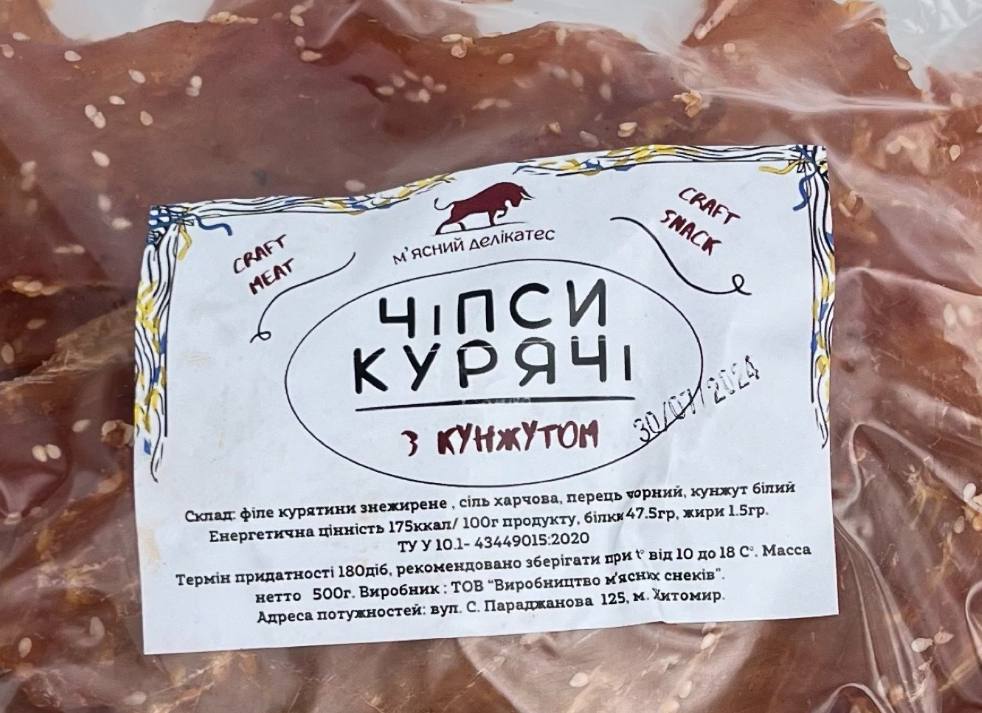 CRAFT
MEAT
м'ясний делікатес
CRAFT
SNACK
ЧІПСИ
КУРЯЧІ
З КУНЖУТОМ
30/07/2024
Склад: філе курятини знежирене , сіль харчова, перець чорний, кунжут білий
Енергетична цінність 175ккал/ 100г продукту, білки 47.5гр, жири 1.5гр.
ТУ У 10.1- 43449015:2020
Термін придатності 180діб, рекомендовано зберігати при t° від 10 до 18 С°. Масса
нетто 500г. Виробник : ТОВ "Виробництво м'ясних снеків".
Адреса потужностей: вул. С. Параджанова 125, м. Житомир.